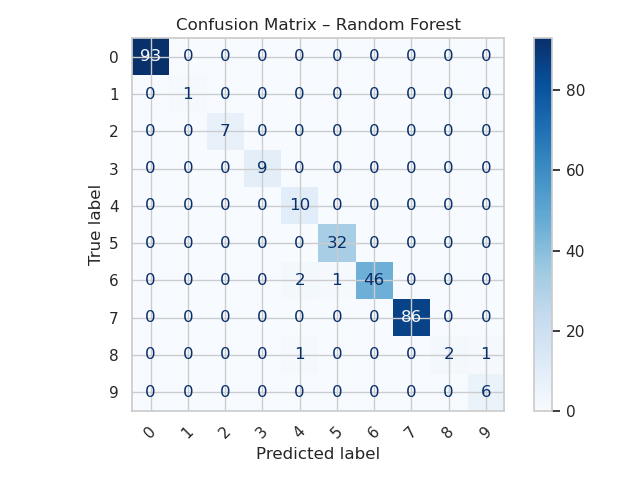 Confusion Matrix – Random Forest
0 93 0 0 0 0 0 0 0 0 0
1 0 1 0 0 0 0 0 0 0 0
2 0 0 7 0 0 0 0 0 0 0
3 0 0 0 9 0 0 0 0 0 0
4 0 0 0 0 10 0 0 0 0 0
5 0 0 0 0 0 32 0 0 0 0
6 0 0 0 0 2 1 46 0 0 0
7 0 0 0 0 0 0 0 86 0 0
8 0 0 0 0 1 0 0 0 2 1
9 0 0 0 0 0 0 0 0 0 6
True label
0 1 2 3 4 5 6 7 8 9
Predicted label
80
60
40
20
0